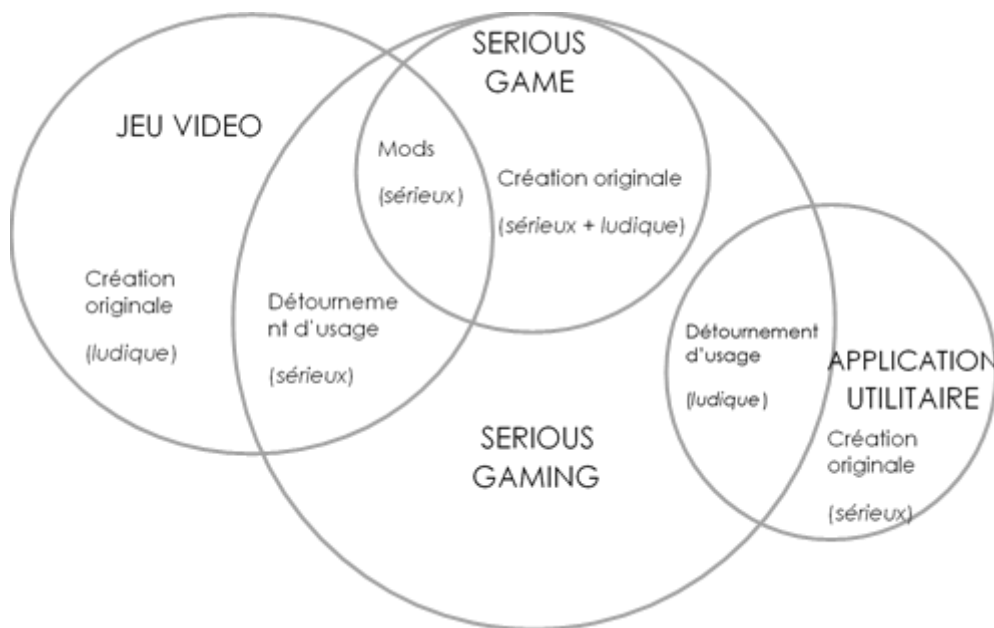 SERIOUS
GAME
JEU VIDEO
Mods
(sérieux)
Création originale
(sérieux + ludique)
Création
originale
(ludique)
Détourneme
nt d'usage
(sérieux)
Détournement
d'usage
(ludique)
APPLICATION
UTILITAIRE
Création
originale
(sérieux)
SERIOUS
GAMING